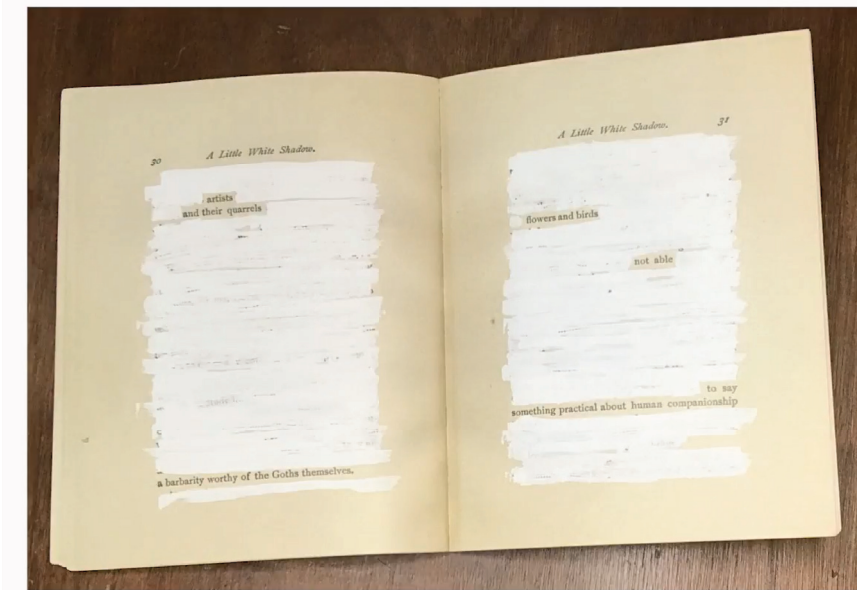 30
A Little White Shadow.
artists
and their quarrels
a barbarity worthy of the Goths themselves.
A Little White Shadow.
31
flowers and birds
not able
to say
something practical about human companionship